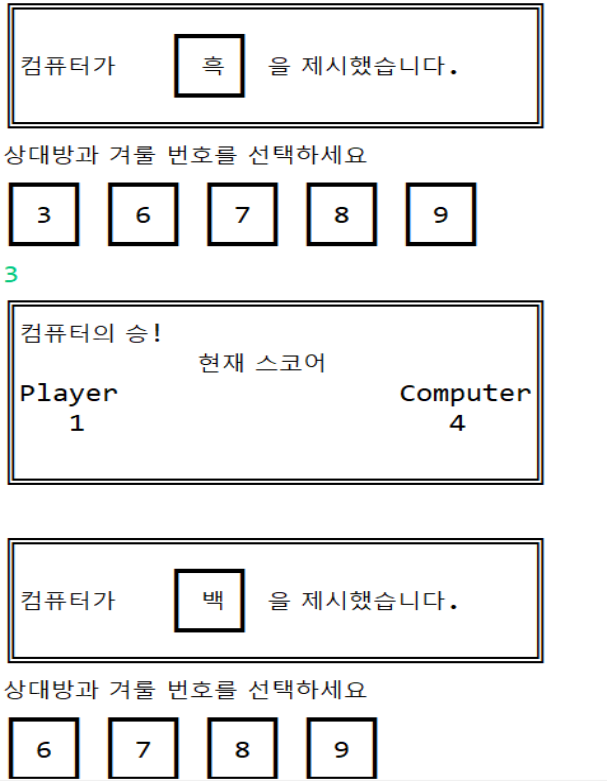 컴퓨터가 흑 을 제시했습니다.
상대방과 겨룰 번호를 선택하세요
3 6 7 8 9
3
컴퓨터의 승!
현재 스코어
Player Computer
1 4
컴퓨터가 백 을 제시했습니다.
상대방과 겨룰 번호를 선택하세요
6 7 8 9